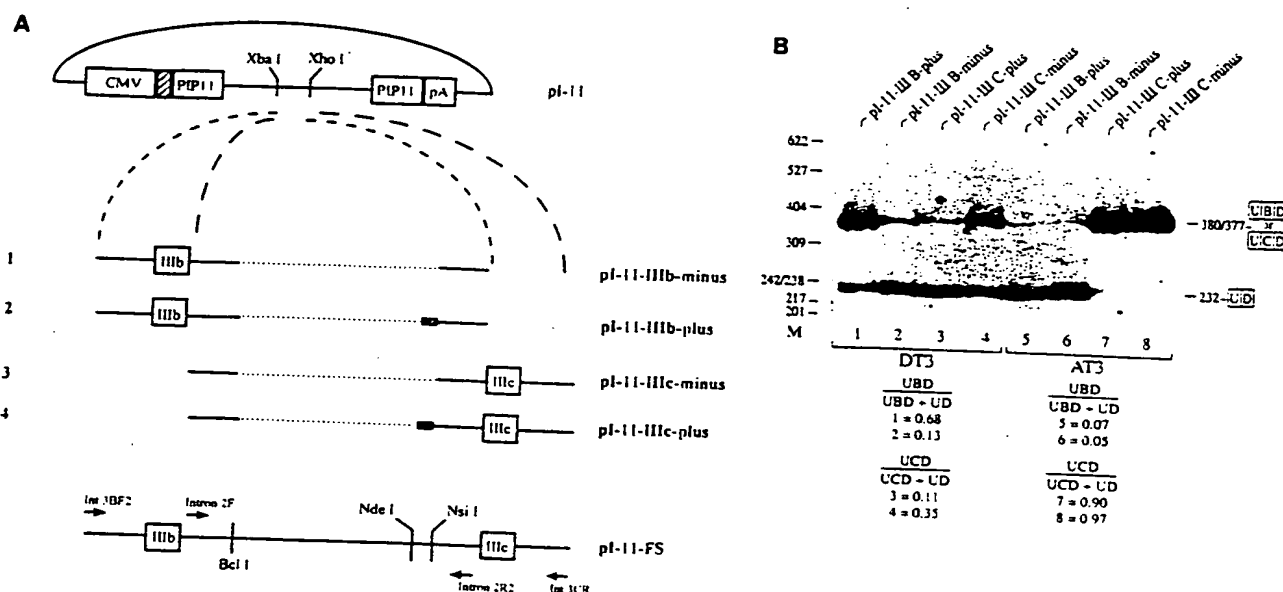 A
Xba I
Xho I
CMV
PIP11
PIP11
pA
pI-11
1
IIIb
pI-11-IIIb-minus
2
IIIb
pI-11-IIIb-plus
3
IIIc
pI-11-IIIc-minus
4
IIIc
pI-11-IIIc-plus
Int 3BF2
Intron 2F
Nde I
Nsi I
IIIb
IIIc
pI-11-FS
Bcl I
Intron 2R2
Int 3CR
B
pI-11-III B-plus
pI-11-III B-minus
pI-11-III C-plus
pI-11-III C-minus
pI-11-III B-plus
pI-11-III B-minus
pI-11-III C-plus
pI-11-III C-minus
622
527
404
309
242/238
217
201
380/377
UBD
or
UCD
232
UD
M
1 2 3 4 5 6 7 8
DT3
AT3
UBD
UBD + UD
1 = 0.68
2 = 0.13
UCD
UCD + UD
3 = 0.11
4 = 0.35
UBD
UBD + UD
5 = 0.07
6 = 0.05
UCD
UCD + UD
7 = 0.90
8 = 0.97